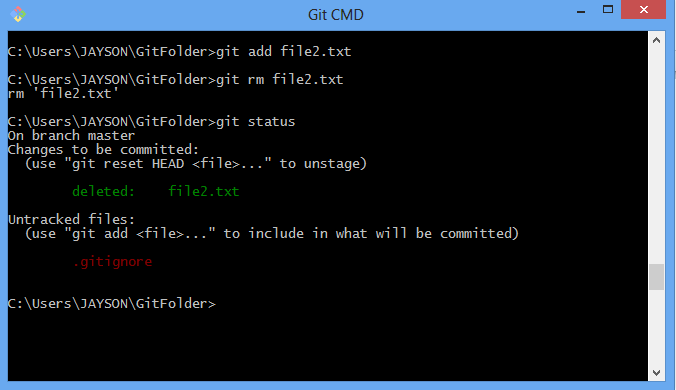 Git CMD
C:\Users\JAYSON\GitFolder>git add file2.txt
C:\Users\JAYSON\GitFolder>git rm file2.txt
rm 'file2.txt'
C:\Users\JAYSON\GitFolder>git status
On branch master
Changes to be committed:
(use "git reset HEAD <file>..." to unstage)
deleted:    file2.txt
Untracked files:
(use "git add <file>..." to include in what will be committed)
.gitigmore
C:\Users\JAYSON\GitFolder>